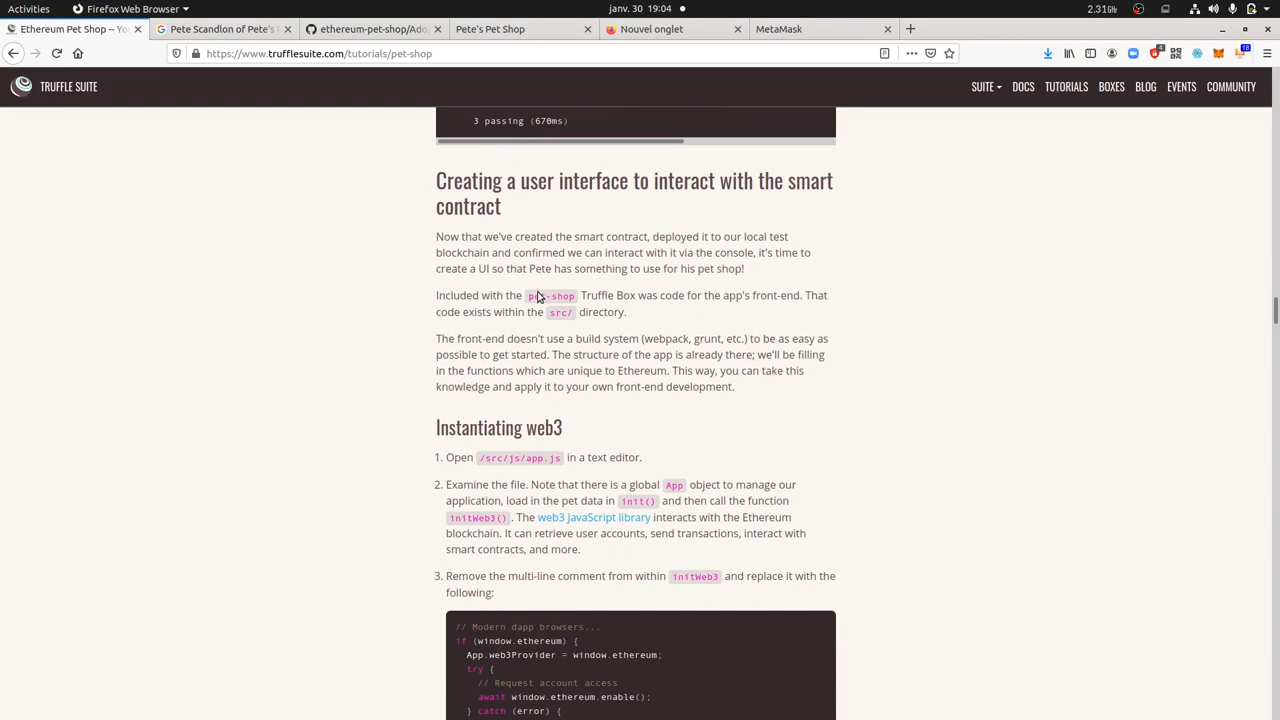 Activities
Firefox Web Browser
janv. 30 19:04
2.31 GHz
Ethereum Pet Shop -- Yo
Pete Scandlon of Pete's
ethereum-pet-shop/Ado
Pete's Pet Shop
Nouvel onglet
MetaMask
https://www.trufflesuite.com/tutorials/pet-shop
4
18
TRUFFLE SUITE
SUITE
DOCS
TUTORIALS
BOXES
BLOG
EVENTS
COMMUNITY
3 passing (670ms)
Creating a user interface to interact with the smart
contract
Now that we've created the smart contract, deployed it to our local test
blockchain and confirmed we can interact with it via the console, it's time to
create a UI so that Pete has something to use for his pet shop!
Included with the pet-shop Truffle Box was code for the app's front-end. That
code exists within the src/ directory.
The front-end doesn't use a build system (webpack, grunt, etc.) to be as easy as
possible to get started. The structure of the app is already there; we'll be filling
in the functions which are unique to Ethereum. This way, you can take this
knowledge and apply it to your own front-end development.
Instantiating web3
1. Open /src/js/app.js in a text editor.
2. Examine the file. Note that there is a global App object to manage our
application, load in the pet data in init() and then call the function
initWeb3(). The web3 JavaScript library interacts with the Ethereum
blockchain. It can retrieve user accounts, send transactions, interact with
smart contracts, and more.
3. Remove the multi-line comment from within initWeb3 and replace it with the
following:
// Modern dapp browsers...
if (window.ethereum) {
App.web3Provider = window.ethereum;
try {
// Request account access
await window.ethereum.enable();
} catch (error) {